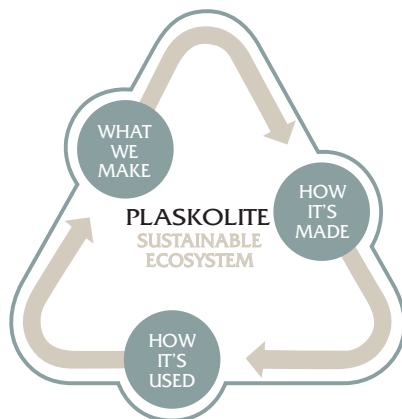 WHAT
WE
MAKE
HOW
IT'S
MADE
PLASKOLITE
SUSTAINABLE
ECOSYSTEM
HOW
IT'S
USED